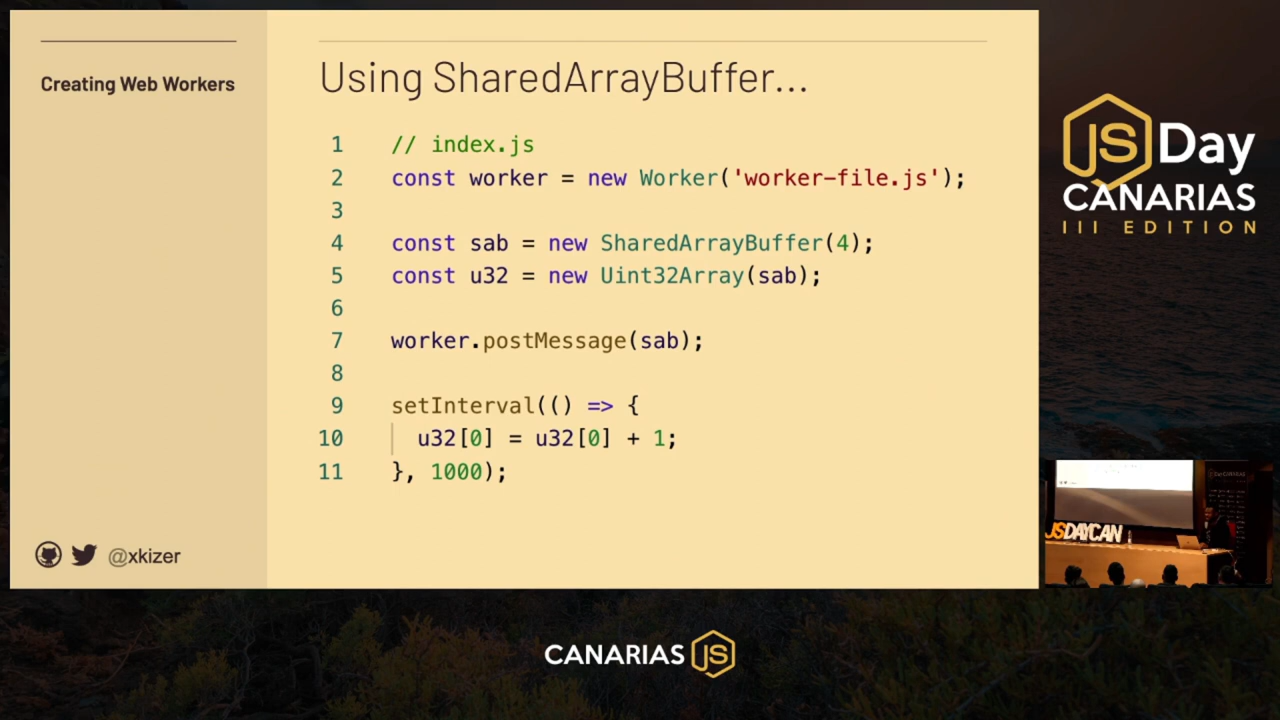 Creating Web Workers
Using SharedArrayBuffer...
1 // index.js
2 const worker = new Worker('worker-file.js');
3
4 const sab = new SharedArrayBuffer(4);
5 const u32 = new Uint32Array(sab);
6
7 worker.postMessage(sab);
8
9 setInterval(() => {
10 u32[0] = u32[0] + 1;
11 }, 1000);
@xkizer
JS Day
CANARIAS
III EDITION
JSDAYCAN
CANARIAS JS